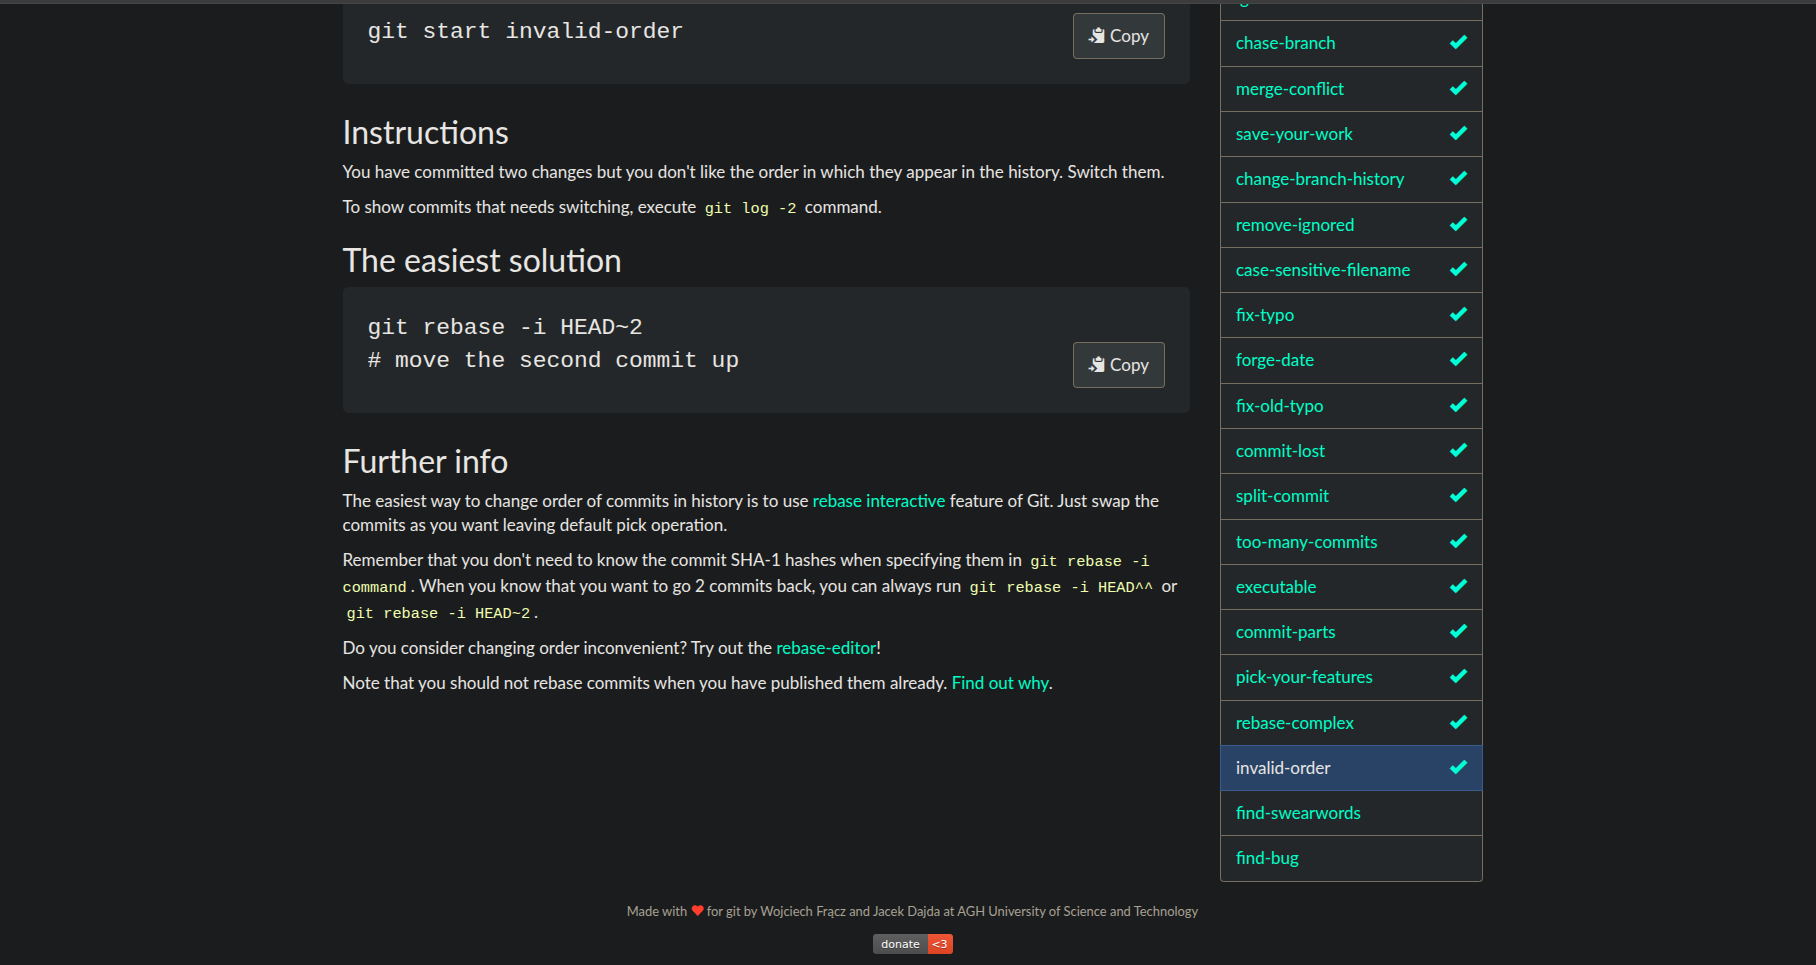 git start invalid-order
Copy
Instructions
You have committed two changes but you don't like the order in which they appear in the history. Switch them.
To show commits that needs switching, execute git log -2 command.
The easiest solution
git rebase -i HEAD~2
# move the second commit up
Copy
Further info
The easiest way to change order of commits in history is to use rebase interactive feature of Git. Just swap the
commits as you want leaving default pick operation.
Remember that you don't need to know the commit SHA-1 hashes when specifying them in git rebase -i
command. When you know that you want to go 2 commits back, you can always run git rebase -i HEAD^^ or
git rebase -i HEAD~2.
Do you consider changing order inconvenient? Try out the rebase-editor!
Note that you should not rebase commits when you have published them already. Find out why.
chase-branch
merge-conflict
save-your-work
change-branch-history
remove-ignored
case-sensitive-filename
fix-typo
forge-date
fix-old-typo
commit-lost
split-commit
too-many-commits
executable
commit-parts
pick-your-features
rebase-complex
invalid-order
find-swearwords
find-bug
Made with ❤ for git by Wojciech Frącz and Jacek Dajda at AGH University of Science and Technology
donate <3